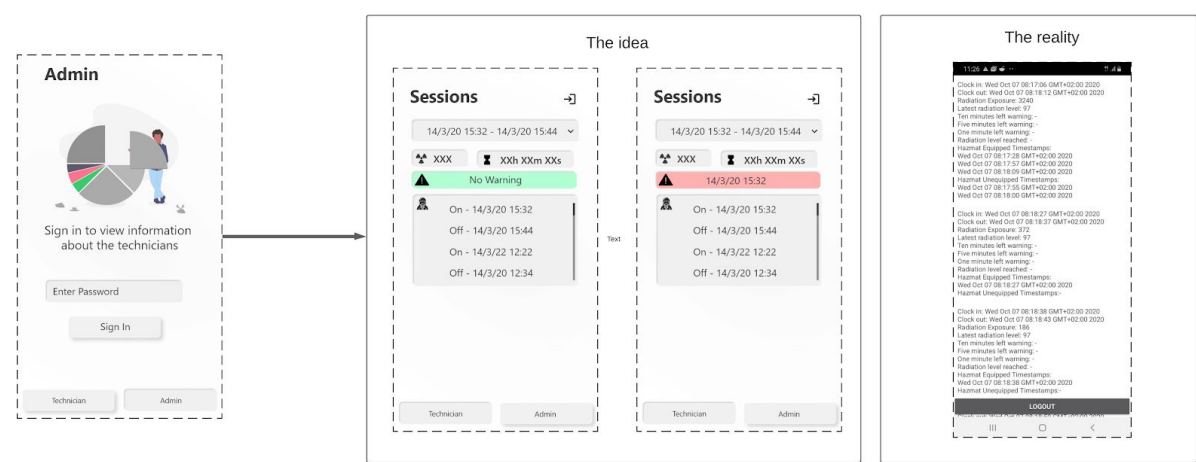 Admin
Sign in to view information
about the technicians
Enter Password
Sign In
Technician
Admin
The idea
Sessions
14/3/20 15:32 - 14/3/20 15:44
XXX
XXh XXm XXs
No Warning
On - 14/3/20 15:32
Off - 14/3/20 15:44
On - 14/3/22 12:22
Off - 14/3/20 12:34
Technician
Admin
Text
Sessions
14/3/20 15:32 - 14/3/20 15:44
XXX
XXh XXm XXs
14/3/20 15:32
On - 14/3/20 15:32
Off - 14/3/20 15:44
On - 14/3/22 12:22
Off - 14/3/20 12:34
Technician
Admin
The reality
11:26
Clock in: Wed Oct 07 08:17:06 GMT+02:00 2020
Clock out: Wed Oct 07 08:18:12 GMT+02:00 2020
Radiation Exposure: 3240
Latest radiation level: 97
Ten minutes left warning: -
Five minutes left warning: -
One minute left warning: -
Radiation level reached: -
Hazmat Equipped Timestamps:
Wed Oct 07 08:17:28 GMT+02:00 2020
Wed Oct 07 08:17:57 GMT+02:00 2020
Wed Oct 07 08:18:09 GMT+02:00 2020
Hazmat Unequipped Timestamps:
Wed Oct 07 08:17:55 GMT+02:00 2020
Wed Oct 07 08:18:00 GMT+02:00 2020
Clock in: Wed Oct 07 08:18:27 GMT+02:00 2020
Clock out: Wed Oct 07 08:18:37 GMT+02:00 2020
Radiation Exposure: 372
Latest radiation level: 97
Ten minutes left warning: -
Five minutes left warning: -
One minute left warning: -
Radiation level reached: -
Hazmat Equipped Timestamps:
Wed Oct 07 08:18:27 GMT+02:00 2020
Hazmat Unequipped Timestamps:-
Clock in: Wed Oct 07 08:18:38 GMT+02:00 2020
Clock out: Wed Oct 07 08:18:43 GMT+02:00 2020
Radiation Exposure: 186
Latest radiation level: 97
Ten minutes left warning: -
Five minutes left warning: -
One minute left warning: -
Radiation level reached: -
Hazmat Equipped Timestamps:
Wed Oct 07 08:18:38 GMT+02:00 2020
Hazmat Unequipped Timestamps:-
LOGOUT